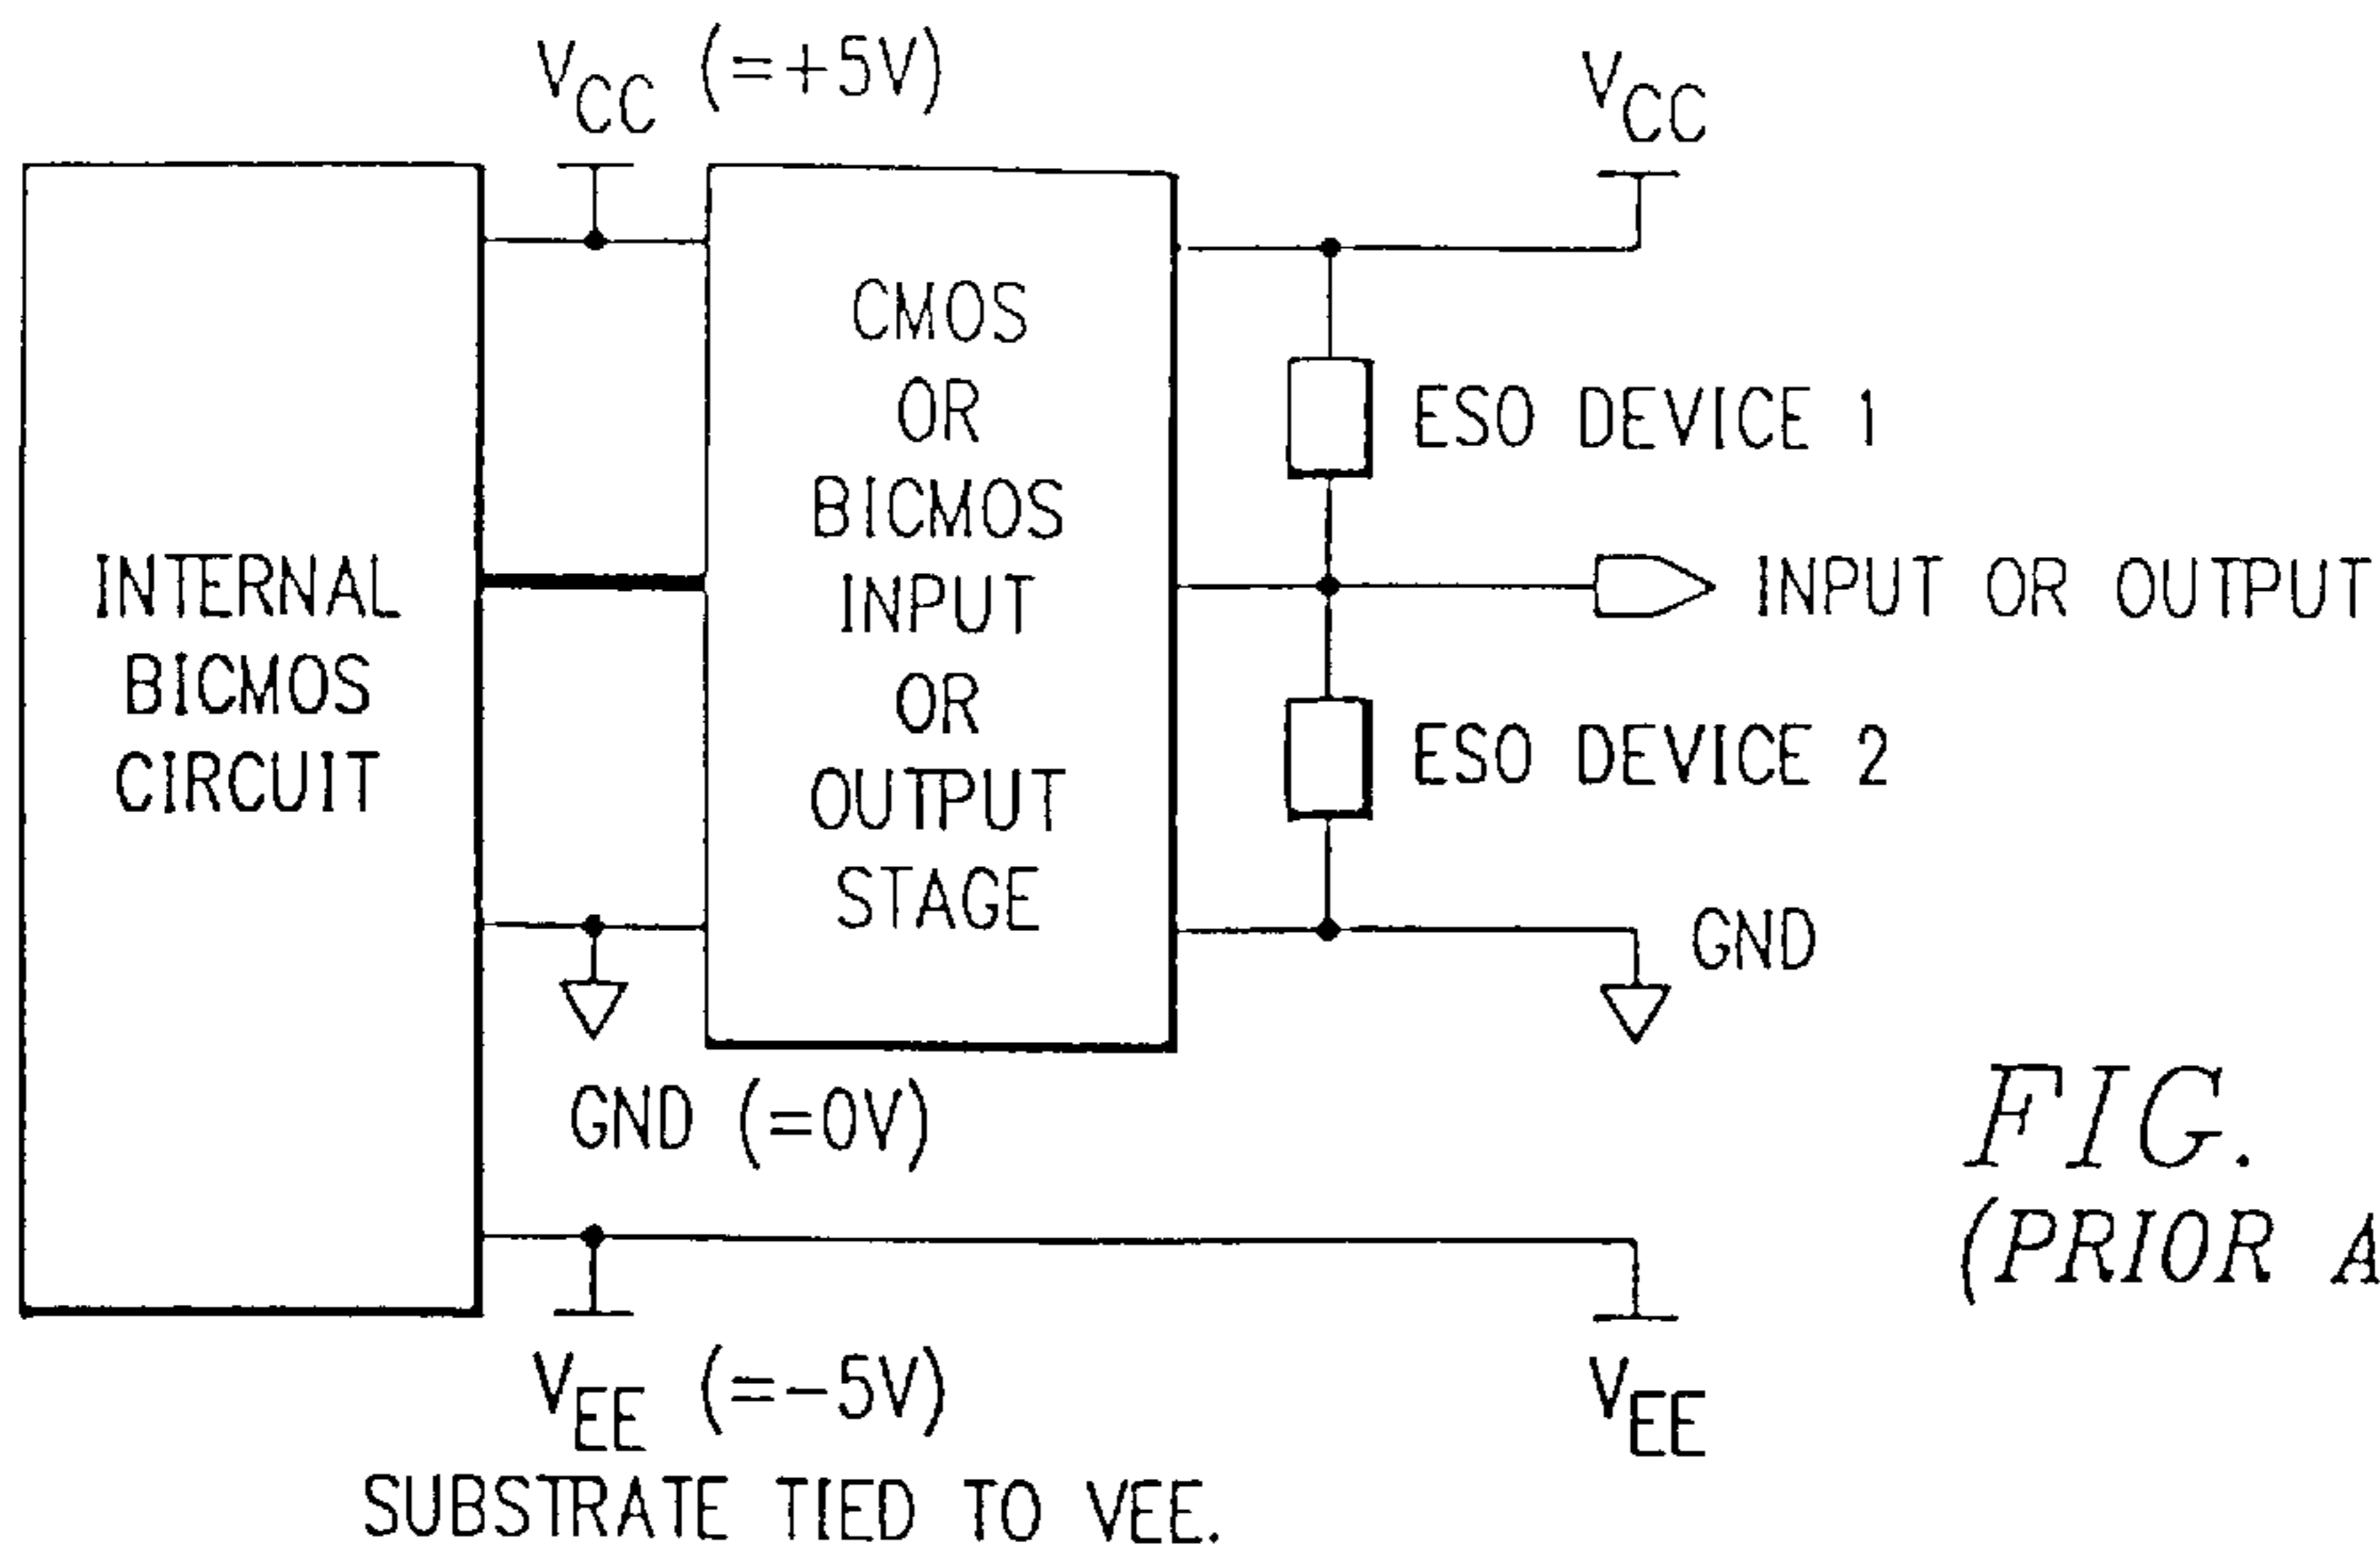 VCC (=+5V)
VCC
CMOS
OR
BICMOS
INPUT
OR
OUTPUT
STAGE
INTERNAL
BICMOS
CIRCUIT
ESO DEVICE 1
INPUT OR OUTPUT
ESO DEVICE 2
GND
GND (=0V)
FIG.
(PRIOR A
VEE (=-5V)
VEE
SUBSTRATE TIED TO VEE.